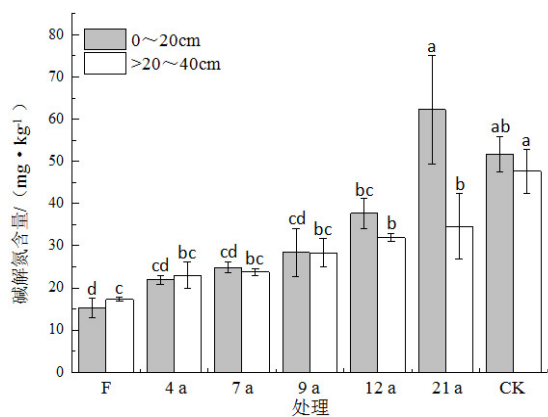 0～20cm
>20～40cm
碱解氮含量/（mg•kg⁻¹）
80
70
60
50
40
30
20
10
0
d
c
cd
bc
cd
bc
cd
bc
bc
b
a
b
ab
a
F
4 a
7 a
9 a
12 a
21 a
CK
处理